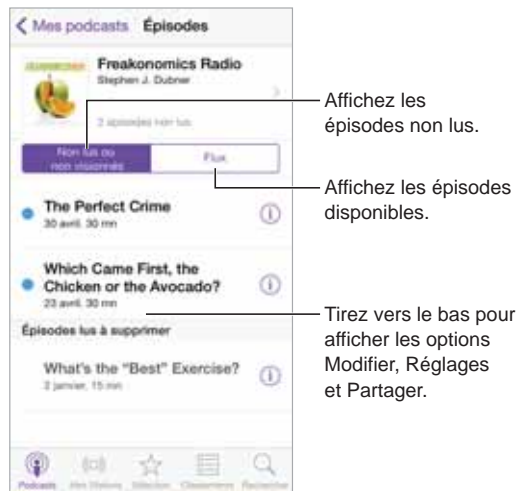 Mes podcasts Épisodes
Freakonomics Radio
Stephen J. Dubner
2 épisodes non lus
Non lus ou
non visionnés
Flux
The Perfect Crime
30 avril, 30 mn
Which Came First, the
Chicken or the Avocado?
23 avril, 30 mn
Épisodes lus à supprimer
What's the "Best" Exercise?
2 janvier, 15 mn
Podcasts Mes Stations Sélection Classements Rechercher
Affichez les
épisodes non lus.
Affichez les épisodes
disponibles.
Tirez vers le bas pour
afficher les options
Modifier, Réglages
et Partager.